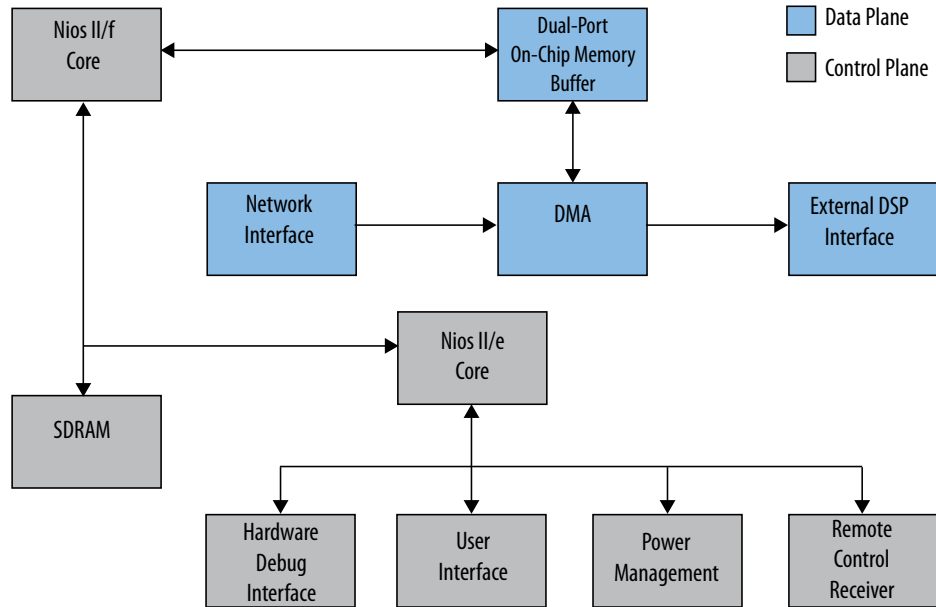 Nios II/f
Core
Dual-Port
On-Chip Memory
Buffer
Data Plane
Control Plane
Network
Interface
DMA
External DSP
Interface
Nios II/e
Core
SDRAM
Hardware
Debug
Interface
User
Interface
Power
Management
Remote
Control
Receiver